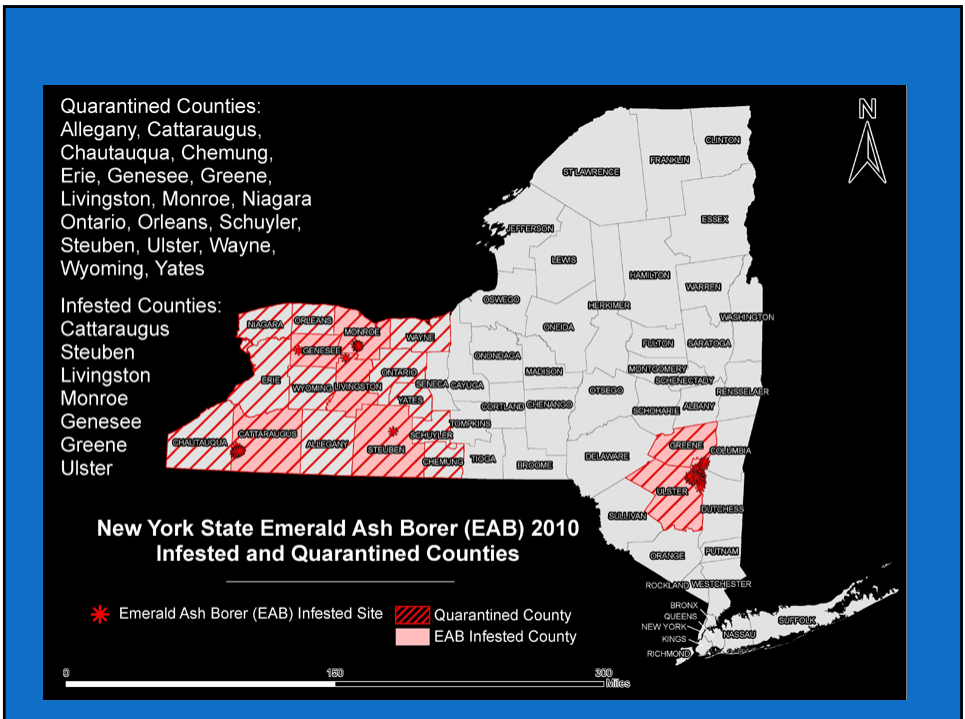 Quarantined Counties:
Allegany, Cattaraugus,
Chautauqua, Chemung,
Erie, Genesee, Greene,
Livingston, Monroe, Niagara
Ontario, Orleans, Schuyler,
Steuben, Ulster, Wayne,
Wyoming, Yates
Infested Counties:
Cattaraugus
Steuben
Livingston
Monroe
Genesee
Greene
Ulster
N
CLINTON
FRANKLIN
ST LAWRENCE
ESSEX
JEFFERSON
LEWIS
HAMILTON
WARREN
OSWEGO
HERKIMER
WASHINGTON
NIAGARA
ORLEANS
MONROE
WAYNE
ONEIDA
FULTON
SARATOGA
GENESEE
ONONDAGA
MADISON
MONTGOMERY
SCHENECTADY
ERIE
WYOMING
LIVINGSTON
ONTARIO
SENECA
CAYUGA
OTSEGO
RENSSELAER
YATES
CORTLAND
CHENANGO
SCHOHARIE
ALBANY
TOMPKINS
CHAUTAUQUA
CATTARAUGUS
ALLEGANY
STEUBEN
SCHUYLER
CHEMUNG
TIOGA
BROOME
DELAWARE
GREENE
COLUMBIA
ULSTER
SULLIVAN
DUTCHESS
ORANGE
PUTNAM
ROCKLAND
WESTCHESTER
BRONX
QUEENS
NEW YORK
KINGS
RICHMOND
NASSAU
SUFFOLK
New York State Emerald Ash Borer (EAB) 2010
Infested and Quarantined Counties
Emerald Ash Borer (EAB) Infested Site
Quarantined County
EAB Infested County
0
150
300
Miles